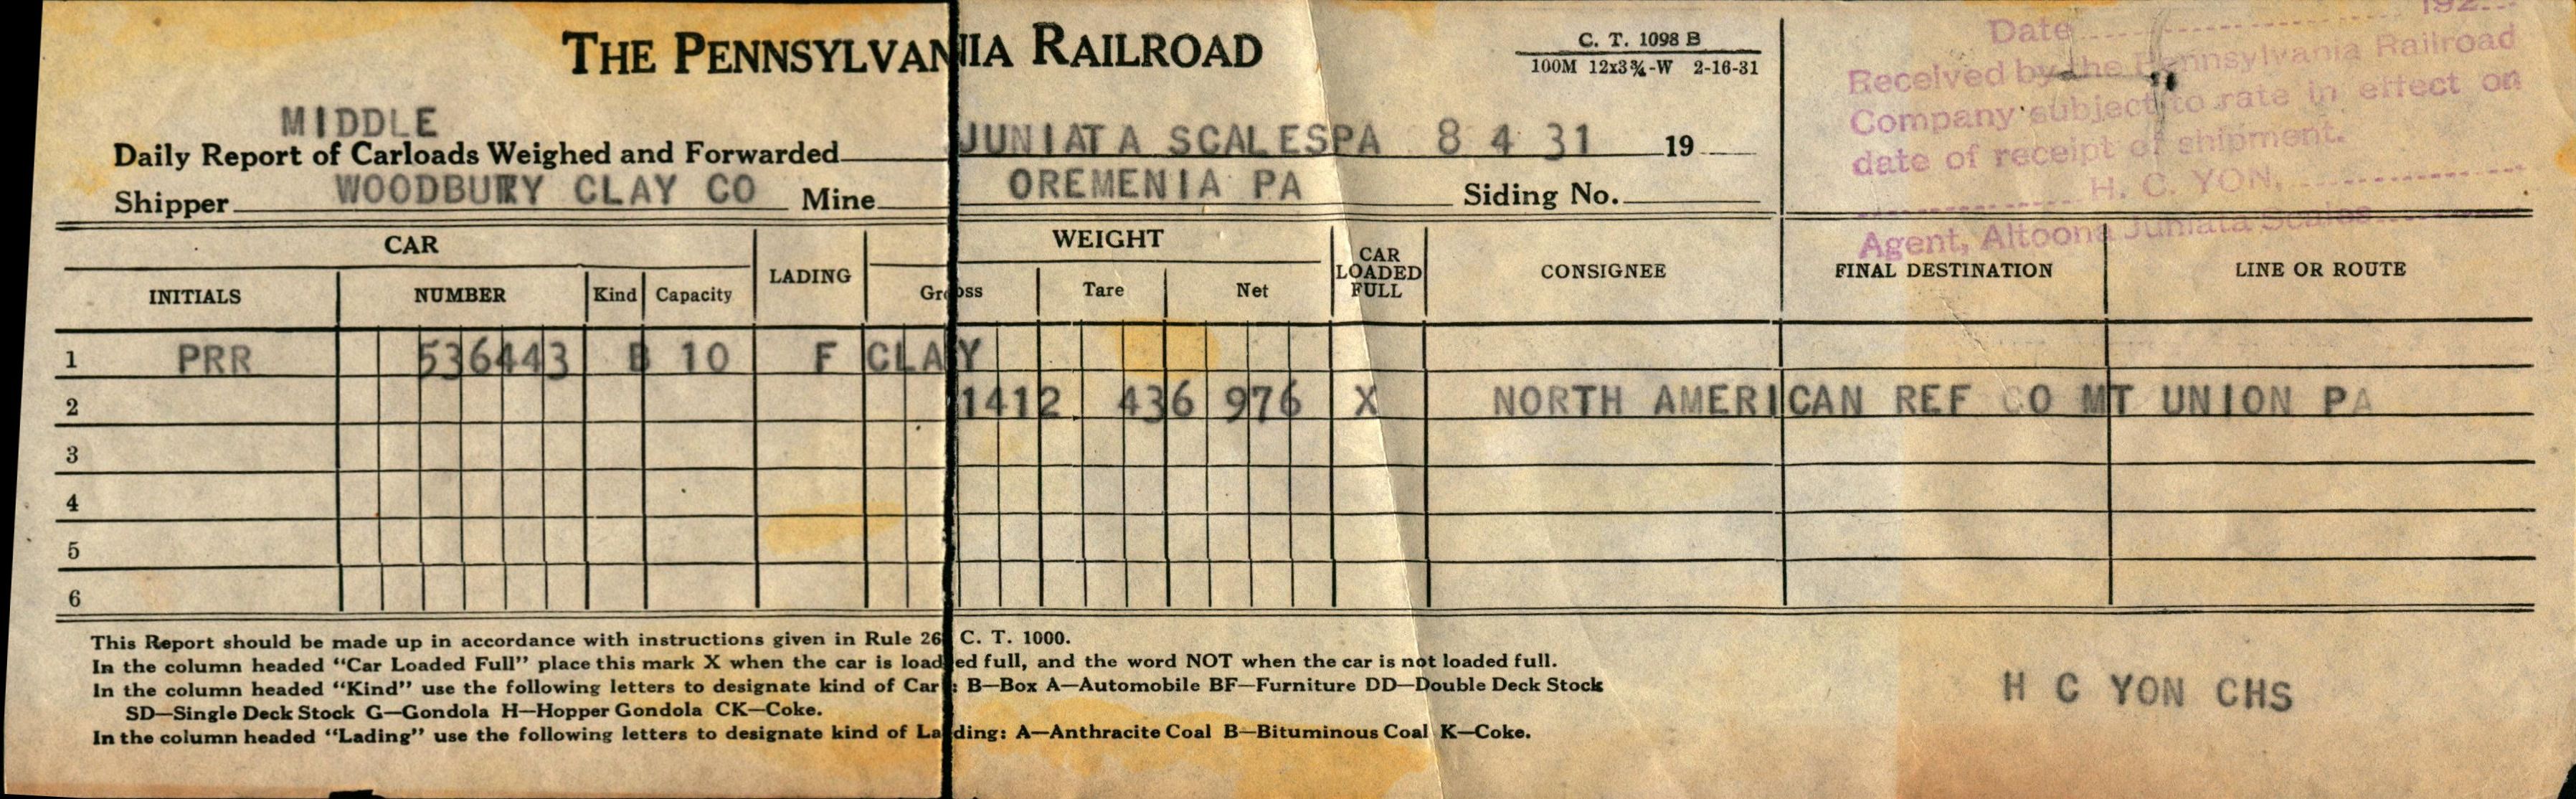 THE PENNSYLVANIA RAILROAD
C. T. 1098 B
100M 12x3¾-W 2-16-31
Date 192
Received by the Pennsylvania Railroad
Company subject to rate in effect on
date of receipt of shipment.
H. C. YON,
Agent, Altoona Juniata Scales
MIDDLE
Daily Report of Carloads Weighed and Forwarded JUNIATA SCALESPA 8 4 31 19
Shipper WOODBURY CLAY CO Mine OREMENIA PA Siding No.
CAR LADING WEIGHT CAR LOADED FULL CONSIGNEE FINAL DESTINATION LINE OR ROUTE
INITIALS NUMBER Kind Capacity Gross Tare Net
1 PRR 536443 B 10 F CLAY
2 1412 436 976 X NORTH AMERICAN REF CO MT UNION PA
3
4
5
6
This Report should be made up in accordance with instructions given in Rule 26 C. T. 1000.
In the column headed “Car Loaded Full” place this mark X when the car is loaded full, and the word NOT when the car is not loaded full.
In the column headed “Kind” use the following letters to designate kind of Car: B—Box A—Automobile BF—Furniture DD—Double Deck Stock
SD—Single Deck Stock G—Gondola H—Hopper Gondola CK—Coke.
In the column headed “Lading” use the following letters to designate kind of Lading: A—Anthracite Coal B—Bituminous Coal K—Coke.
H C YON CHS